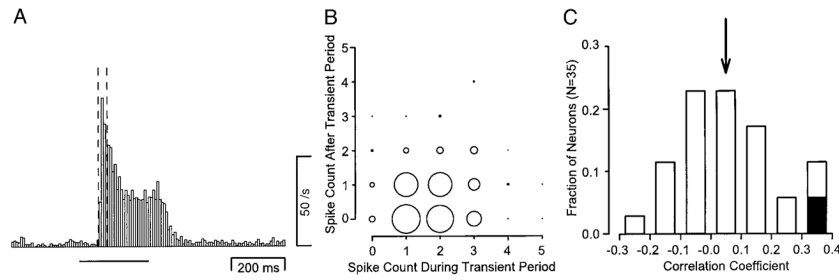 A
50 /s
200 ms
B
Spike Count After Transient Period
5
4
3
2
1
0
0 1 2 3 4 5
Spike Count During Transient Period
C
Fraction of Neurons (N=35)
0.3
0.2
0.1
0.0
-0.3 -0.2 -0.1 -0.0 0.1 0.2 0.3 0.4
Correlation Coefficient